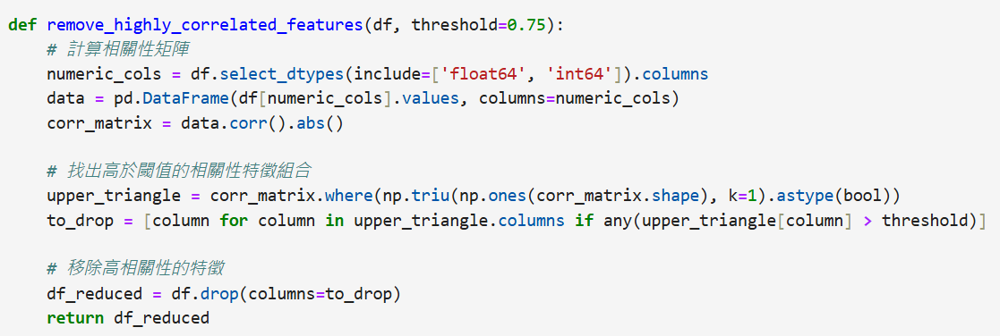 def remove_highly_correlated_features(df, threshold=0.75):
    # 計算相關性矩陣
    numeric_cols = df.select_dtypes(include=['float64', 'int64']).columns
    data = pd.DataFrame(df[numeric_cols].values, columns=numeric_cols)
    corr_matrix = data.corr().abs()

    # 找出高於閾值的相關性特徵組合
    upper_triangle = corr_matrix.where(np.triu(np.ones(corr_matrix.shape), k=1).astype(bool))
    to_drop = [column for column in upper_triangle.columns if any(upper_triangle[column] > threshold)]

    # 移除高相關性的特徵
    df_reduced = df.drop(columns=to_drop)
    return df_reduced